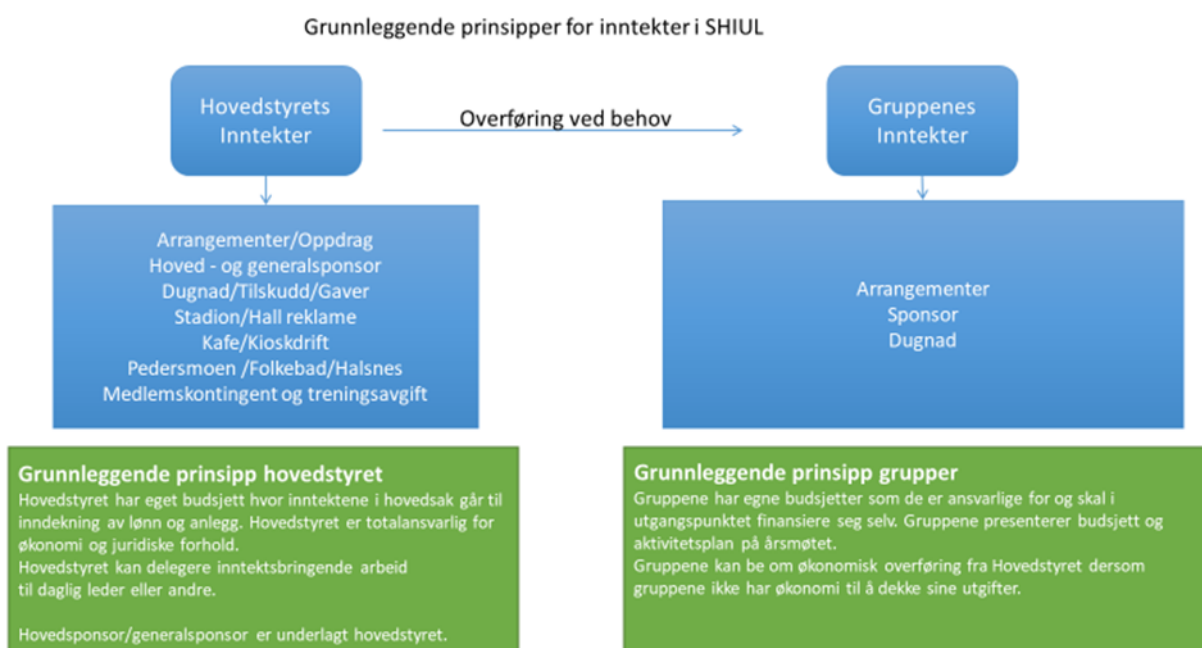 Grunnleggende prinsipper for inntekter i SHIUL
Hovedstyrets
Inntekter
Overføring ved behov
Gruppenes
Inntekter
Arrangementer/Oppdrag
Hoved - og generalsponsor
Dugnad/Tilskudd/Gaver
Stadion/Hall reklame
Kafe/Kioskdrift
Pedersmoen /Folkebad/Halsnes
Medlemskontingent og treningsavgift
Arrangementer
Sponsor
Dugnad
Grunnleggende prinsipp hovedstyret
Hovedstyret har eget budsjett hvor inntektene i hovedsak går til
inndekning av lønn og anlegg. Hovedstyret er totalansvarlig for
økonomi og juridiske forhold.
Hovedstyret kan delegere inntektsbringende arbeid
til daglig leder eller andre.
Hovedsponsor/generalsponsor er underlagt hovedstyret.
Grunnleggende prinsipp grupper
Gruppene har egne budsjetter som de er ansvarlige for og skal i
utgangspunktet finansiere seg selv. Gruppene presenterer budsjett og
aktivitetsplan på årsmøtet.
Gruppene kan be om økonomisk overføring fra Hovedstyret dersom
gruppene ikke har økonomi til å dekke sine utgifter.